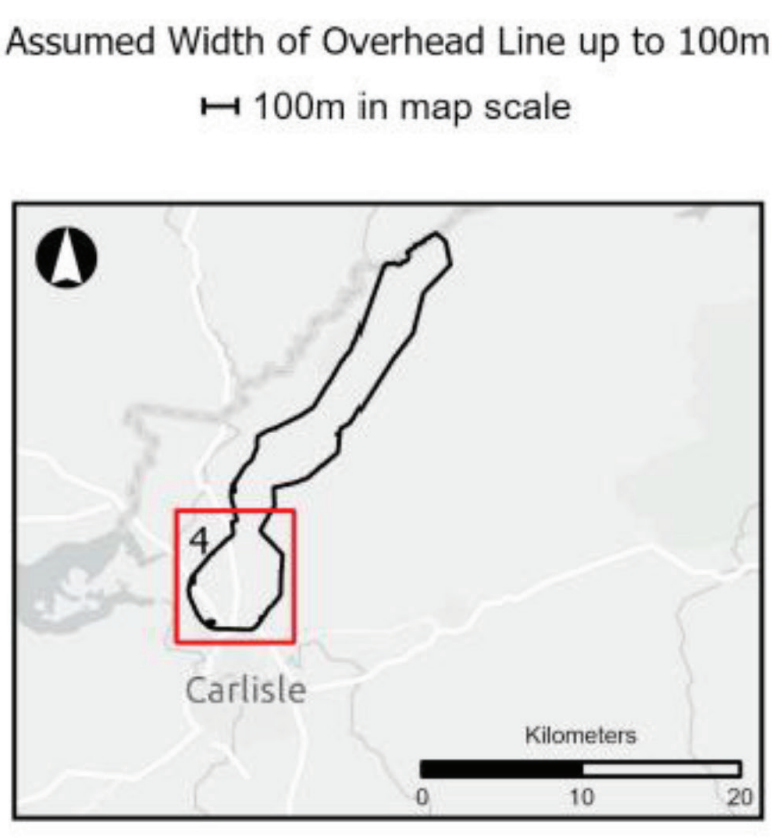 Assumed Width of Overhead Line up to 100m
100m in map scale
4
Carlisle
Kilometers
0 10 20